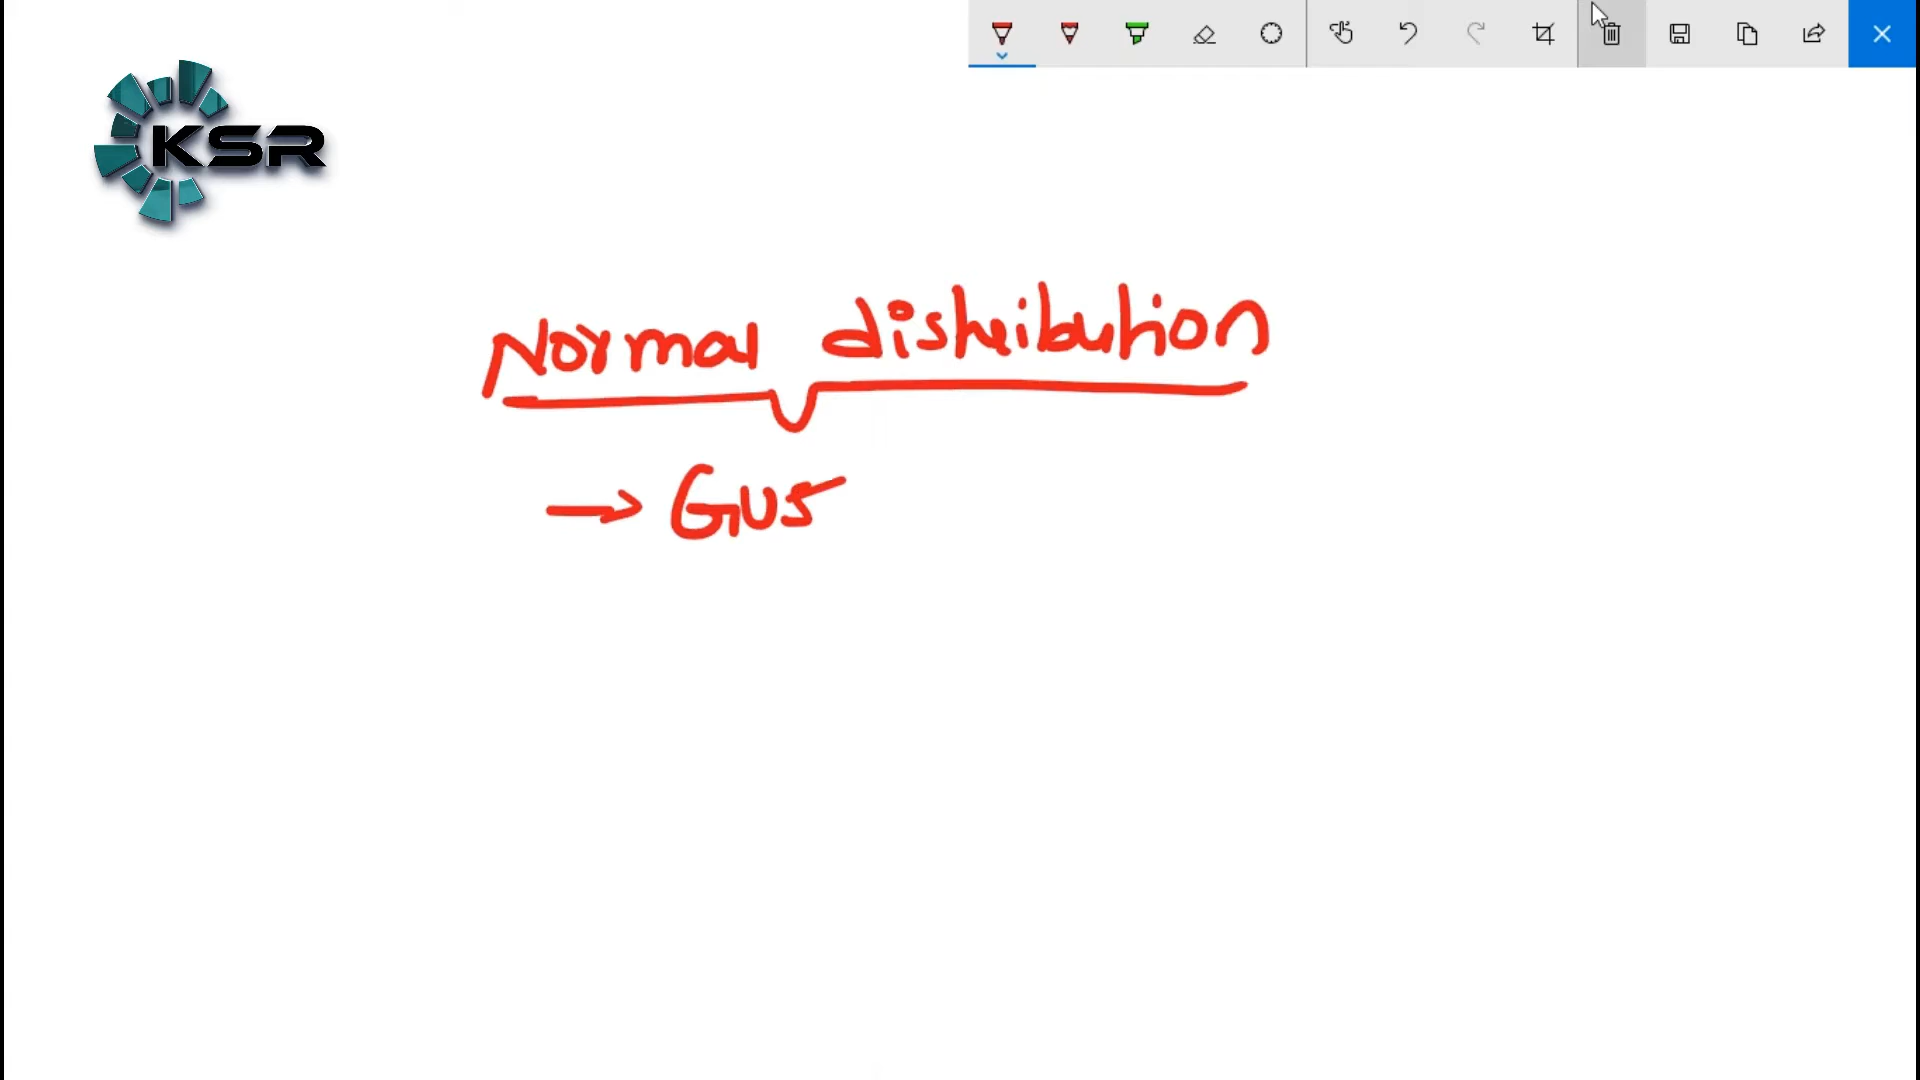 KSR
Normal distribution
→ Gus